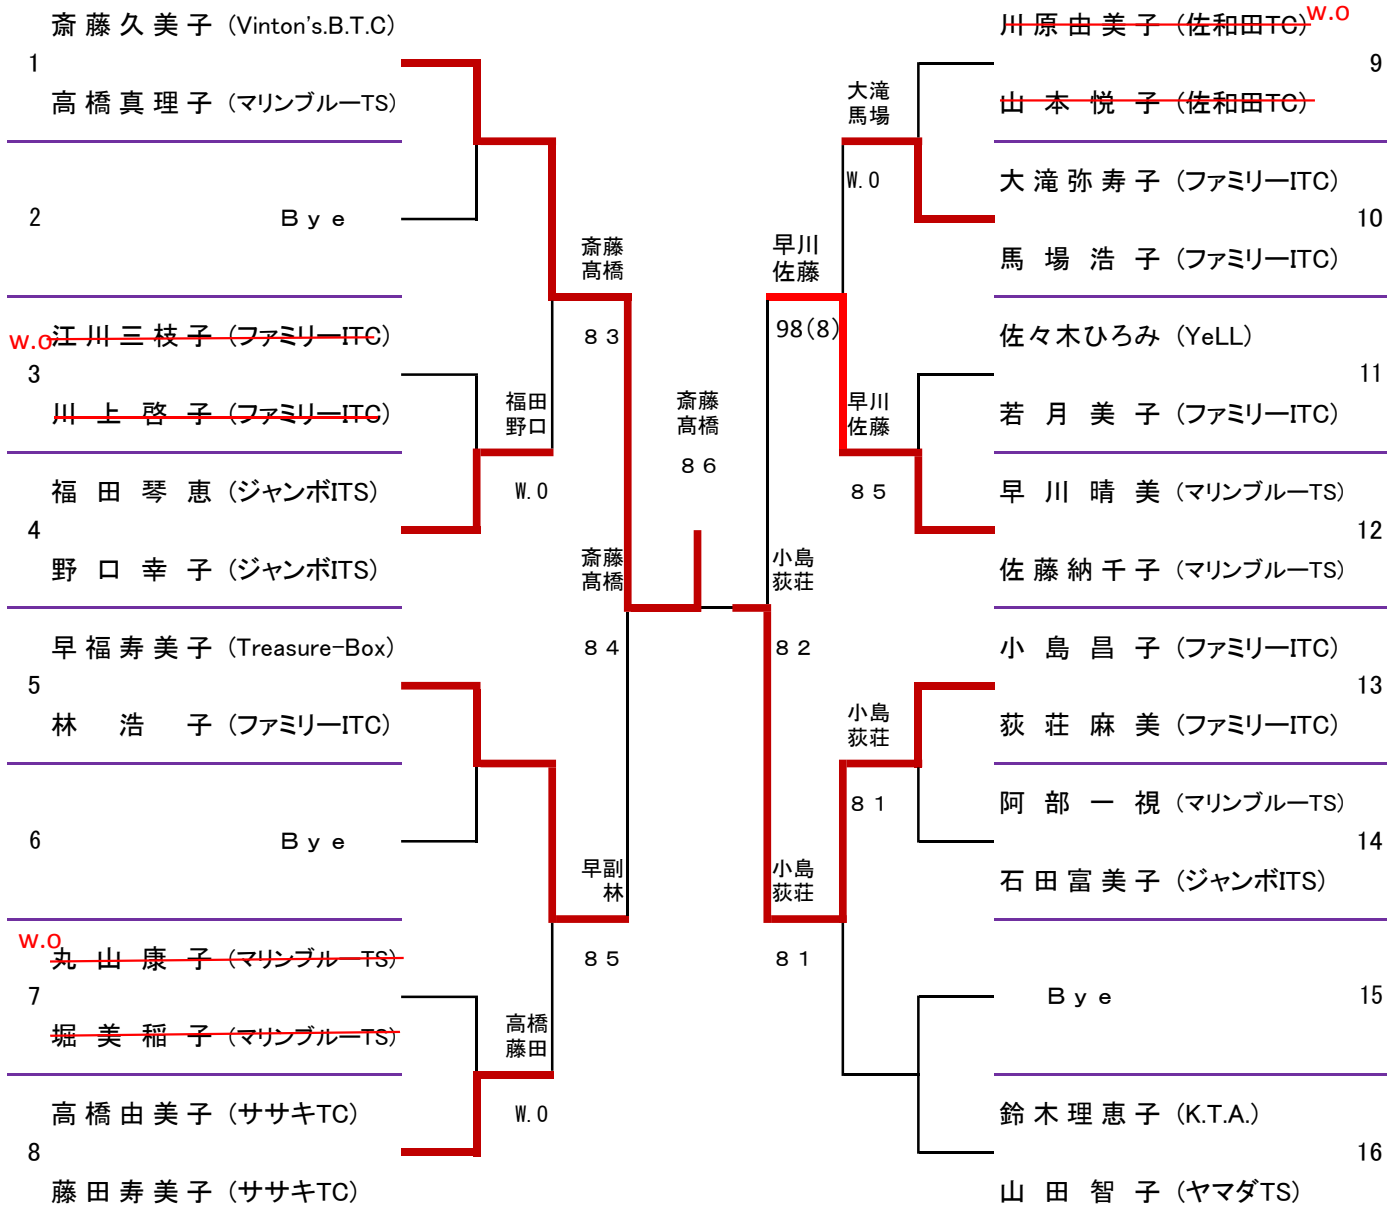 斎藤久美子 (Vinton's.B.T.C)
1
高橋真理子 (マリンブルーTS)
2
Bye
W.O
江川三枝子 (ファミリーITC)
3
川上啓子 (ファミリーITC)
福田琴恵 (ジャンボITS)
4
野口幸子 (ジャンボITS)
早福寿美子 (Treasure-Box)
5
林浩子 (ファミリーITC)
6
Bye
W.O
丸山康子 (マリンブルーTS)
7
堀美稲子 (マリンブルーTS)
高橋由美子 (ササキTC)
8
藤田寿美子 (ササキTC)
福田
野口
W.O
高橋
藤田
W.O
斎藤
髙橋
83
早副
林
85
斎藤
髙橋
84
斎藤
髙橋
86
早川
佐藤
98(8)
小島
荻荘
82
小島
荻荘
81
大滝
馬場
W.O
早川
佐藤
85
小島
荻荘
81
川原由美子 (佐和田TC)
W.O
9
山本悦子 (佐和田TC)
大滝弥寿子 (ファミリーITC)
10
馬場浩子 (ファミリーITC)
佐々木ひろみ (YeLL)
11
若月美子 (ファミリーITC)
早川晴美 (マリンブルーTS)
12
佐藤納千子 (マリンブルーTS)
小島昌子 (ファミリーITC)
13
荻荘麻美 (ファミリーITC)
阿部一視 (マリンブルーTS)
14
石田富美子 (ジャンボITS)
Bye
15
鈴木理恵子 (K.T.A.)
16
山田智子 (ヤマダTS)